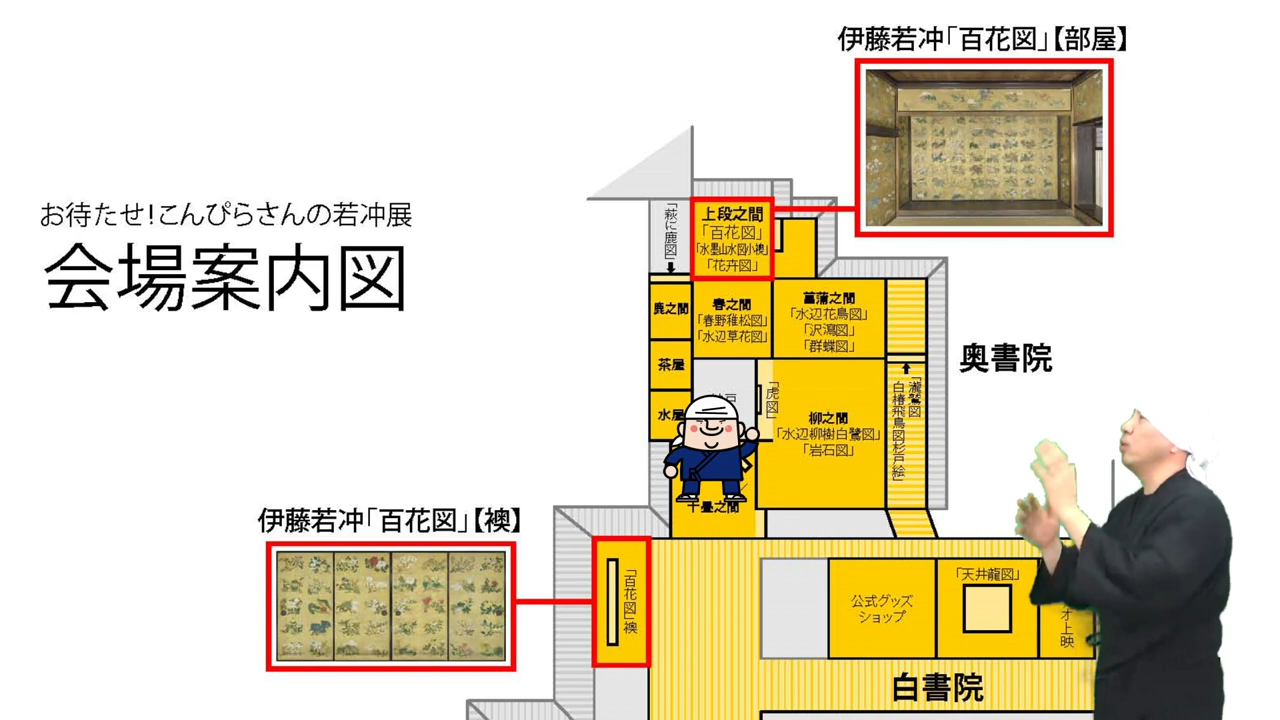 伊藤若冲「百花図」【部屋】
お待たせ!こんぴらさんの若冲展
会場案内図
「萩に鹿図」
上段之間
「百花図」
「水墨山水図小襖」
「花卉図」
鹿之間
春之間
「春野稚松図」
「水辺草花図」
菖蒲之間
「水辺花鳥図」
「沢瀉図」
「群蝶図」
奥書院
茶屋
水屋
「虎図」
柳之間
「水辺柳樹白鷺図」
「岩石図」
「瀧鷺図
白椿飛鳥図杉戸絵」
十畳之間
伊藤若冲「百花図」【襖】
「百花図」襖
公式グッズ
ショップ
「天井龍図」
オ上映
白書院